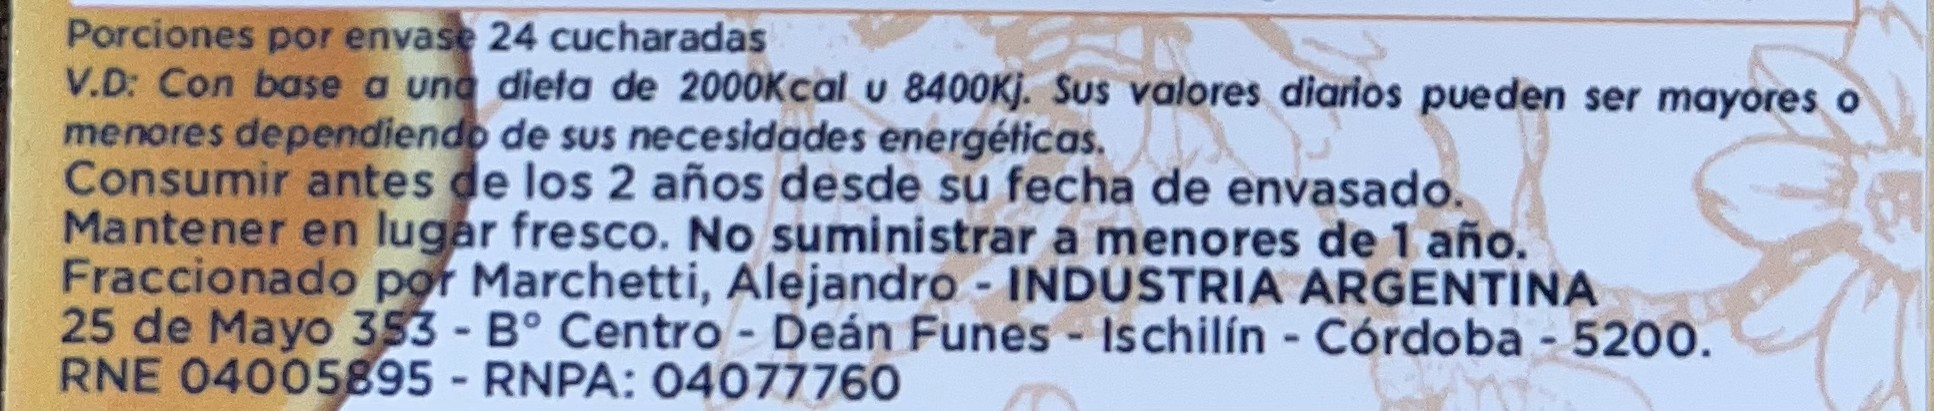 Porciones por envase 24 cucharadas
V.D: Con base a una dieta de 2000Kcal u 8400Kj. Sus valores diarios pueden ser mayores o
menores dependiendo de sus necesidades energéticas.
Consumir antes de los 2 años desde su fecha de envasado.
Mantener en lugar fresco. No suministrar a menores de 1 año.
Fraccionado por Marchetti, Alejandro - INDUSTRIA ARGENTINA
25 de Mayo 353 - B° Centro - Deán Funes - Ischilín - Córdoba - 5200.
RNE 04005895 - RNPA: 04077760